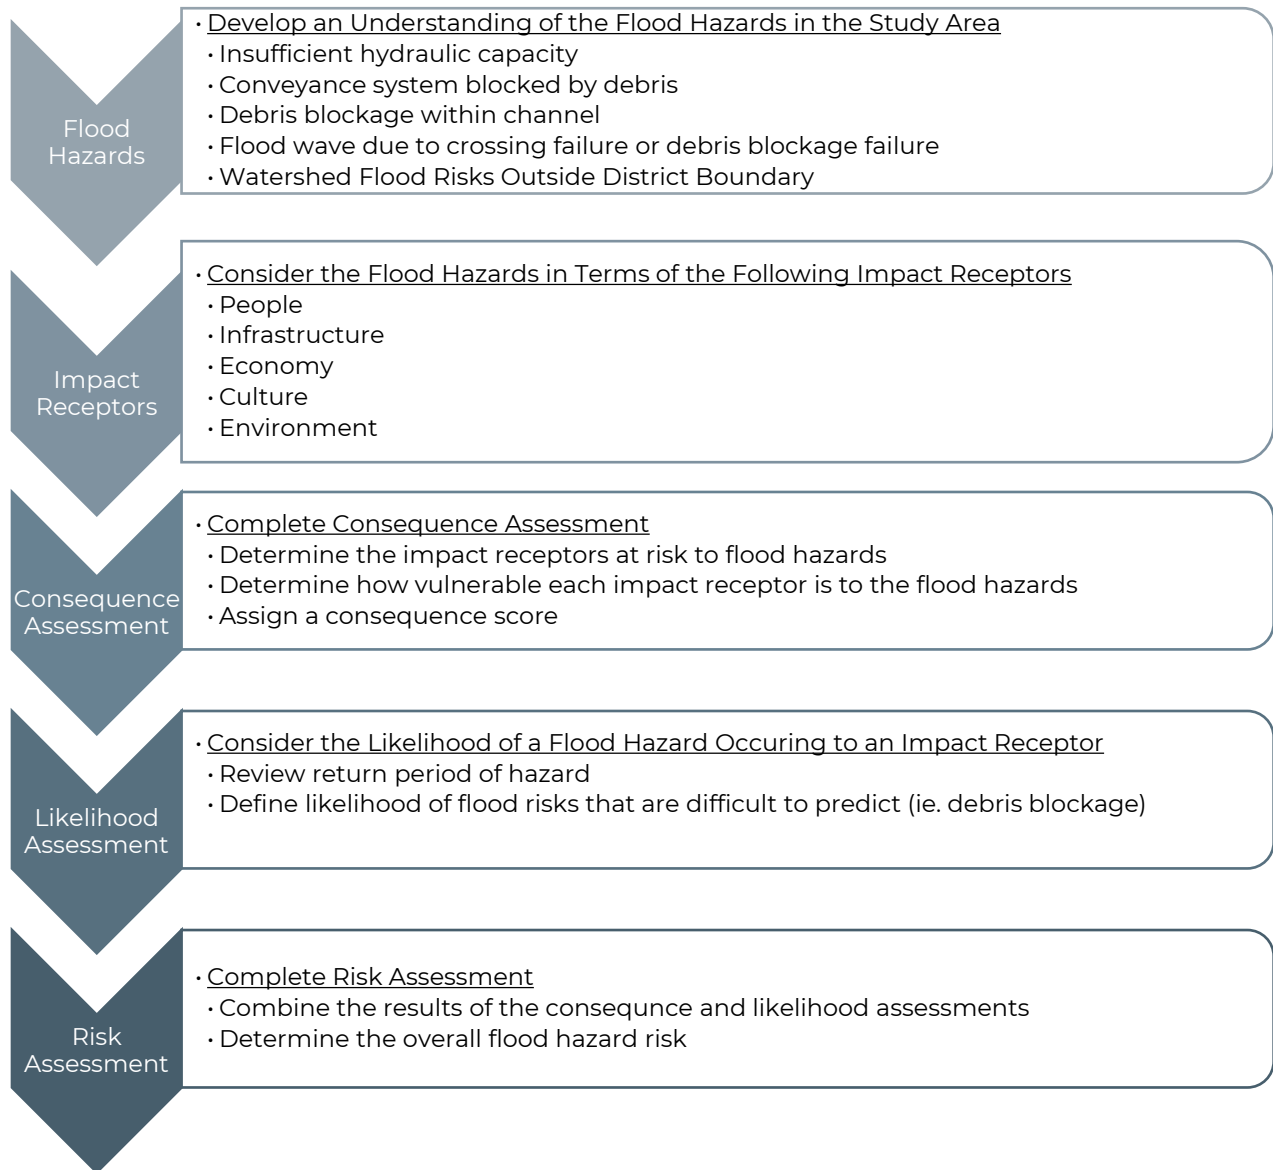 Flood
Hazards
· Develop an Understanding of the Flood Hazards in the Study Area
· Insufficient hydraulic capacity
· Conveyance system blocked by debris
· Debris blockage within channel
· Flood wave due to crossing failure or debris blockage failure
· Watershed Flood Risks Outside District Boundary
Impact
Receptors
· Consider the Flood Hazards in Terms of the Following Impact Receptors
· People
· Infrastructure
· Economy
· Culture
· Environment
Consequence
Assessment
· Complete Consequence Assessment
· Determine the impact receptors at risk to flood hazards
· Determine how vulnerable each impact receptor is to the flood hazards
· Assign a consequence score
Likelihood
Assessment
· Consider the Likelihood of a Flood Hazard Occuring to an Impact Receptor
· Review return period of hazard
· Define likelihood of flood risks that are difficult to predict (ie. debris blockage)
Risk
Assessment
· Complete Risk Assessment
· Combine the results of the consequnce and likelihood assessments
· Determine the overall flood hazard risk